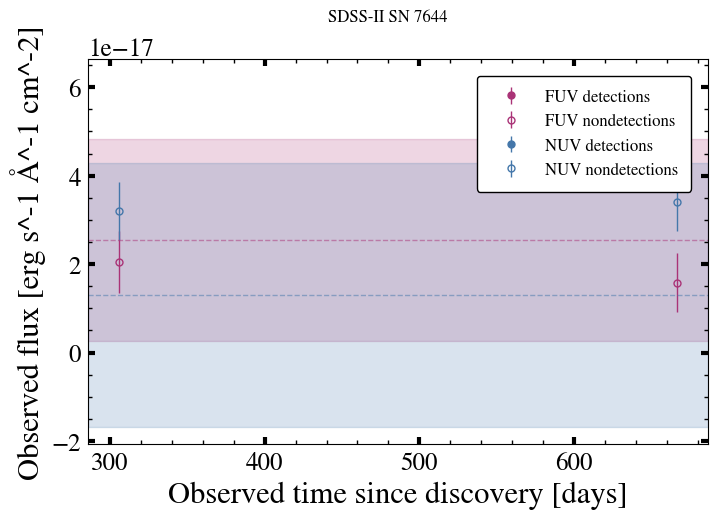 SDSS-II SN 7644
1e−17
Observed flux [erg s^-1 Å^-1 cm^-2]
6
4
2
0
−2
FUV detections
FUV nondetections
NUV detections
NUV nondetections
300 400 500 600
Observed time since discovery [days]